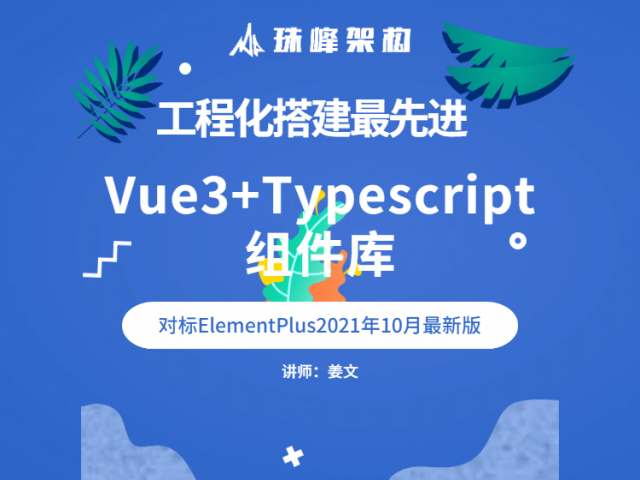 珠峰架构
工程化搭建最先进
Vue3+Typescript
组件库
对标ElementPlus2021年10月最新版
讲师：姜文